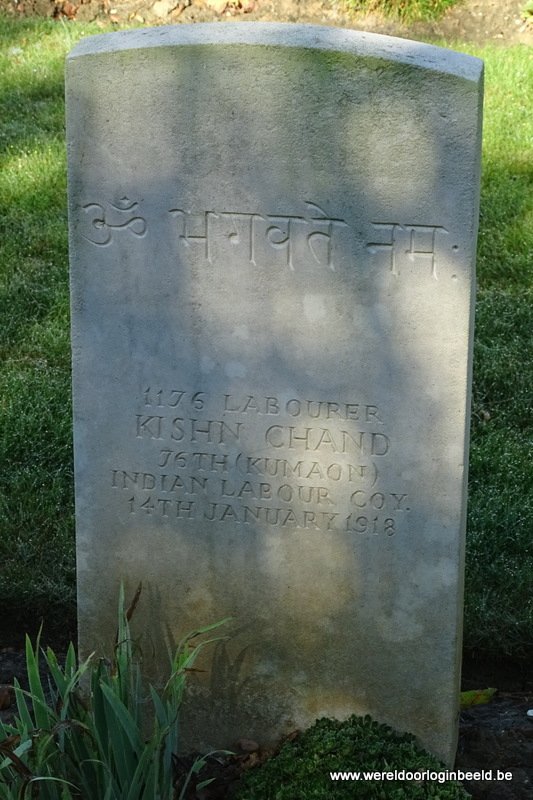 ॐ भगवते नमः
1176 LABOURER
KISHN CHAND
76TH (KUMAON)
INDIAN LABOUR COY.
14TH JANUARY 1918
www.wereldoorloginbeeld.be